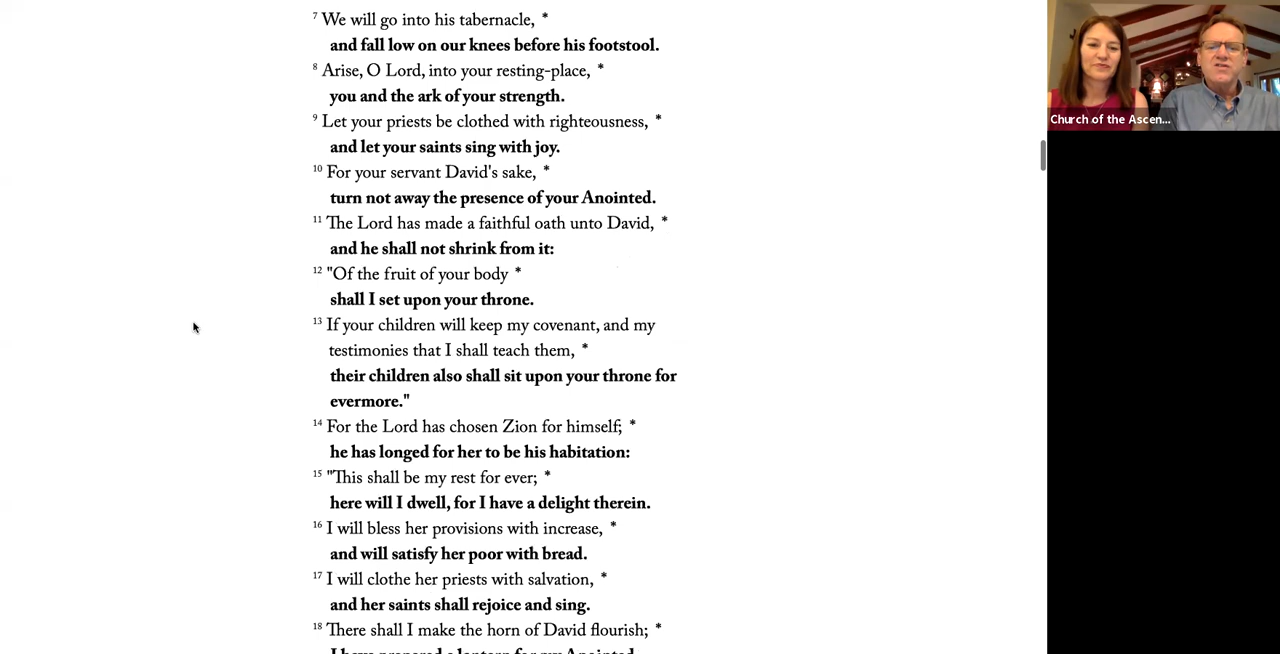 7 We will go into his tabernacle, *
and fall low on our knees before his footstool.
8 Arise, O Lord, into your resting-place, *
you and the ark of your strength.
9 Let your priests be clothed with righteousness, *
and let your saints sing with joy.
10 For your servant David's sake, *
turn not away the presence of your Anointed.
11 The Lord has made a faithful oath unto David, *
and he shall not shrink from it:
12 "Of the fruit of your body *
shall I set upon your throne.
13 If your children will keep my covenant, and my
testimonies that I shall teach them, *
their children also shall sit upon your throne for
evermore."
14 For the Lord has chosen Zion for himself; *
he has longed for her to be his habitation:
15 "This shall be my rest for ever; *
here will I dwell, for I have a delight therein.
16 I will bless her provisions with increase, *
and will satisfy her poor with bread.
17 I will clothe her priests with salvation, *
and her saints shall rejoice and sing.
18 There shall I make the horn of David flourish; *
I have prepared a lantern for my Anointed
Church of the Ascen...